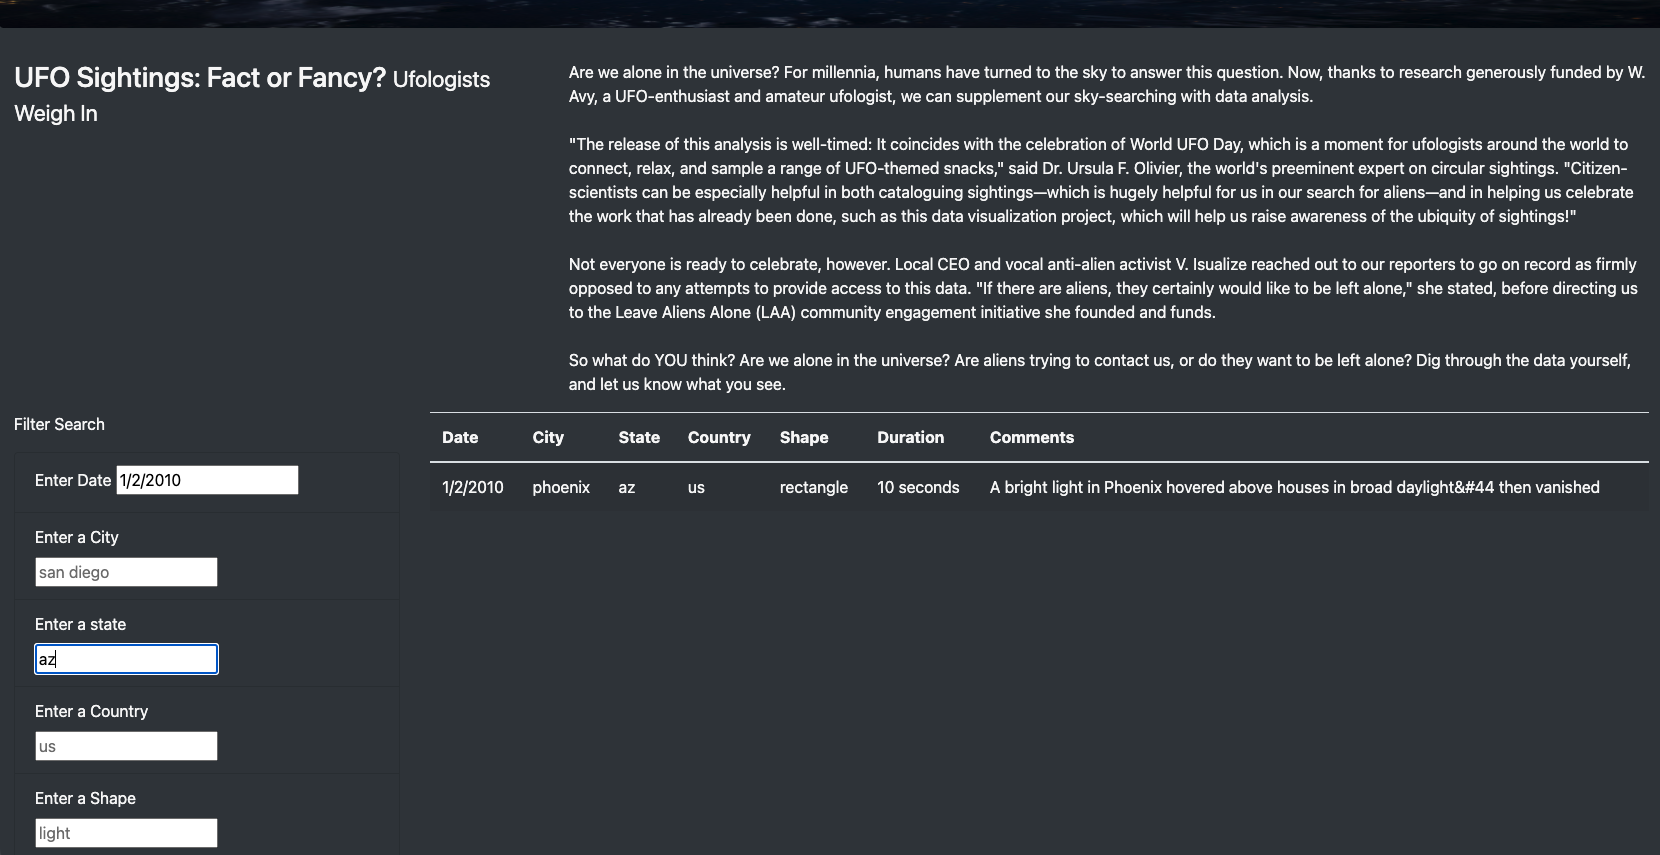 UFO Sightings: Fact or Fancy? Ufologists
Weigh In
Are we alone in the universe? For millennia, humans have turned to the sky to answer this question. Now, thanks to research generously funded by W.
Avy, a UFO-enthusiast and amateur ufologist, we can supplement our sky-searching with data analysis.
"The release of this analysis is well-timed: It coincides with the celebration of World UFO Day, which is a moment for ufologists around the world to
connect, relax, and sample a range of UFO-themed snacks," said Dr. Ursula F. Olivier, the world's preeminent expert on circular sightings. "Citizen-
scientists can be especially helpful in both cataloguing sightings—which is hugely helpful for us in our search for aliens—and in helping us celebrate
the work that has already been done, such as this data visualization project, which will help us raise awareness of the ubiquity of sightings!"
Not everyone is ready to celebrate, however. Local CEO and vocal anti-alien activist V. Isualize reached out to our reporters to go on record as firmly
opposed to any attempts to provide access to this data. "If there are aliens, they certainly would like to be left alone," she stated, before directing us
to the Leave Aliens Alone (LAA) community engagement initiative she founded and funds.
So what do YOU think? Are we alone in the universe? Are aliens trying to contact us, or do they want to be left alone? Dig through the data yourself,
and let us know what you see.
Filter Search
Enter Date 1/2/2010
Enter a City
san diego
Enter a state
az
Enter a Country
us
Enter a Shape
light
Date City State Country Shape Duration Comments
1/2/2010 phoenix az us rectangle 10 seconds A bright light in Phoenix hovered above houses in broad daylight&#44 then vanished